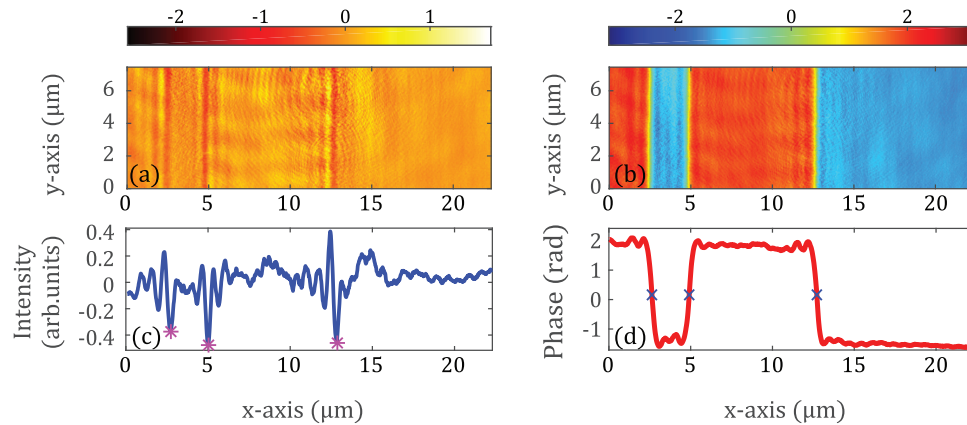 -2 -1 0 1
-2 0 2
y-axis (μm)
6
4
2
0
(a)
0 5 10 15 20
y-axis (μm)
6
4
2
0
(b)
0 5 10 15 20
Intensity
(arb.units)
0.4
0.2
0
-0.4
(c)
0 5 10 15 20
x-axis (μm)
Phase (rad)
2
1
0
-1
(d)
0 5 10 15 20
x-axis (μm)